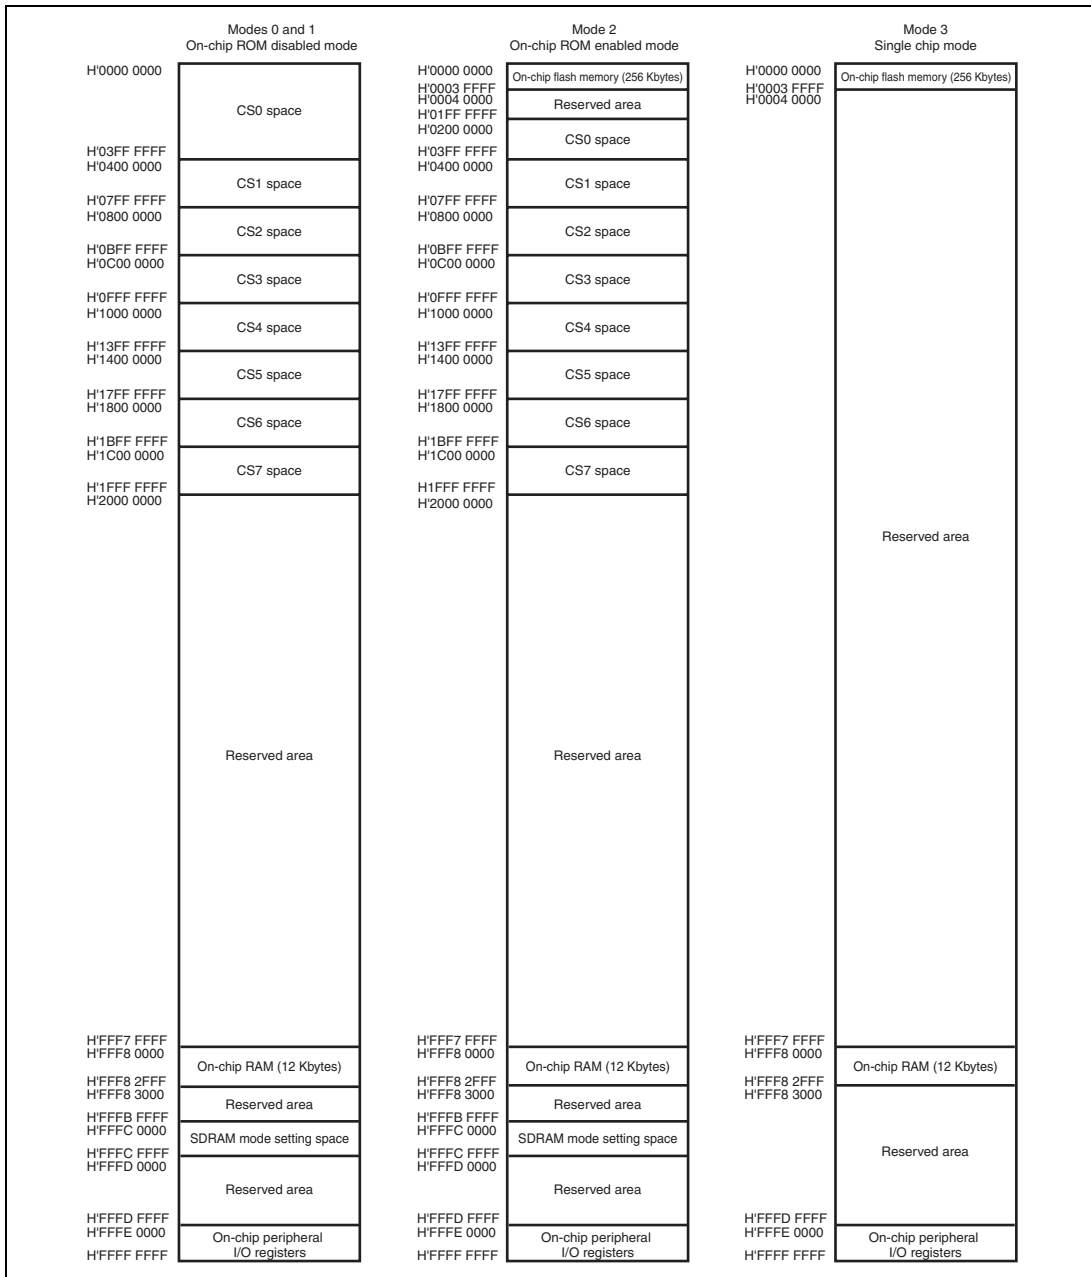 Modes 0 and 1
On-chip ROM disabled mode
H'0000 0000
CS0 space
H'03FF FFFF
H'0400 0000
CS1 space
H'07FF FFFF
H'0800 0000
CS2 space
H'0BFF FFFF
H'0C00 0000
CS3 space
H'0FFF FFFF
H'1000 0000
CS4 space
H'13FF FFFF
H'1400 0000
CS5 space
H'17FF FFFF
H'1800 0000
CS6 space
H'1BFF FFFF
H'1C00 0000
CS7 space
H'1FFF FFFF
H'2000 0000
Reserved area
H'FFF7 FFFF
H'FFF8 0000
On-chip RAM (12 Kbytes)
H'FFF8 2FFF
H'FFF8 3000
Reserved area
H'FFFB FFFF
H'FFFC 0000
SDRAM mode setting space
H'FFFC FFFF
H'FFFD 0000
Reserved area
H'FFFD FFFF
H'FFFE 0000
On-chip peripheral
I/O registers
H'FFFF FFFF
Mode 2
On-chip ROM enabled mode
H'0000 0000
On-chip flash memory (256 Kbytes)
H'0003 FFFF
H'0004 0000
Reserved area
H'01FF FFFF
H'0200 0000
CS0 space
H'03FF FFFF
H'0400 0000
CS1 space
H'07FF FFFF
H'0800 0000
CS2 space
H'0BFF FFFF
H'0C00 0000
CS3 space
H'0FFF FFFF
H'1000 0000
CS4 space
H'13FF FFFF
H'1400 0000
CS5 space
H'17FF FFFF
H'1800 0000
CS6 space
H'1BFF FFFF
H'1C00 0000
CS7 space
H1FFF FFFF
H'2000 0000
Reserved area
H'FFF7 FFFF
H'FFF8 0000
On-chip RAM (12 Kbytes)
H'FFF8 2FFF
H'FFF8 3000
Reserved area
H'FFFB FFFF
H'FFFC 0000
SDRAM mode setting space
H'FFFC FFFF
H'FFFD 0000
Reserved area
H'FFFD FFFF
H'FFFE 0000
On-chip peripheral
I/O registers
H'FFFF FFFF
Mode 3
Single chip mode
H'0000 0000
On-chip flash memory (256 Kbytes)
H'0003 FFFF
H'0004 0000
Reserved area
H'FFF7 FFFF
H'FFF8 0000
On-chip RAM (12 Kbytes)
H'FFF8 2FFF
H'FFF8 3000
Reserved area
H'FFFD FFFF
H'FFFE 0000
On-chip peripheral
I/O registers
H'FFFF FFFF